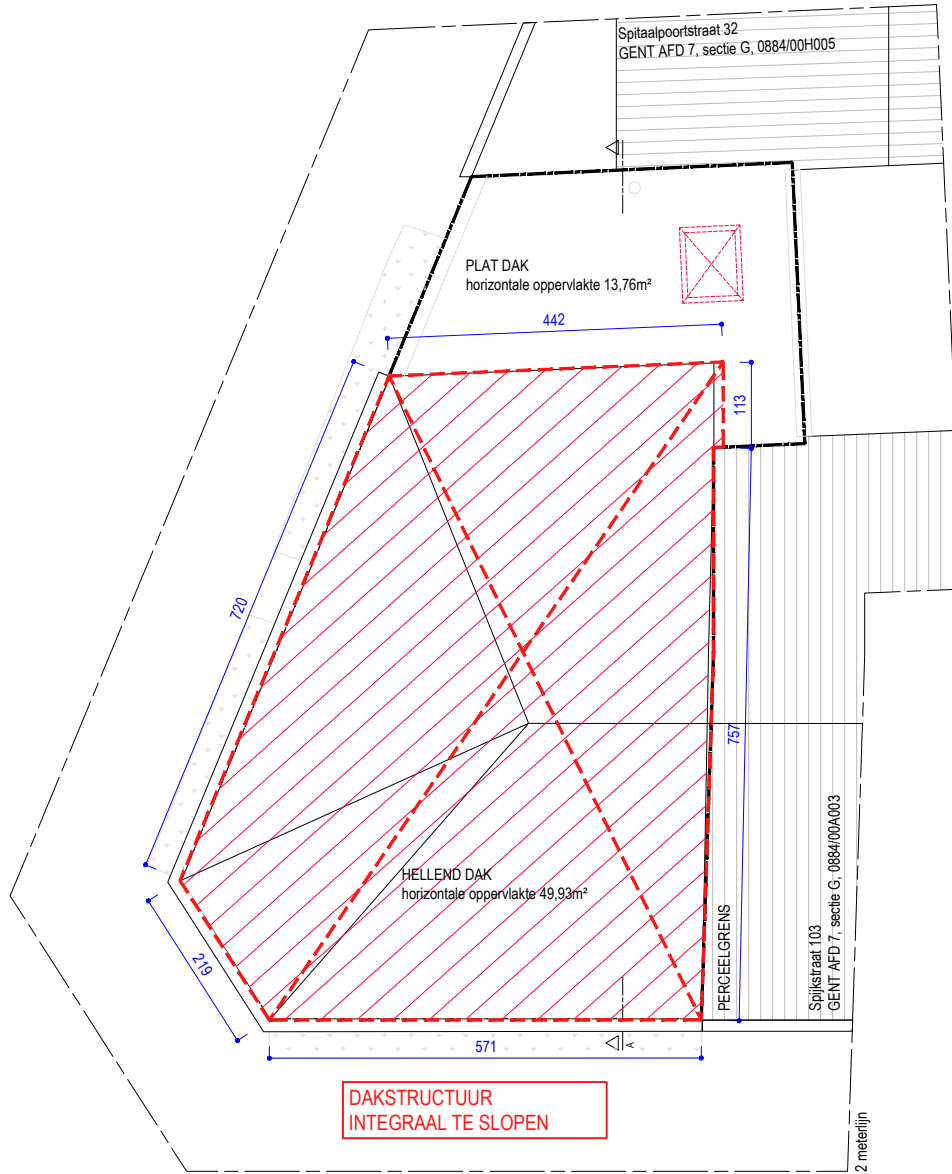 Spitaalpoortstraat 32
GENT AFD 7, sectie G, 0884/00H005
PLAT DAK
horizontale oppervlakte 13,76m²
442
113
720
757
HELLEND DAK
horizontale oppervlakte 49,93m²
PERCEELGRENS
Spijkstraat 103
GENT AFD 7, sectie G, 0884/00A003
219
571
A
DAKSTRUCTUUR
INTEGRAAL TE SLOPEN
2 meterlijn